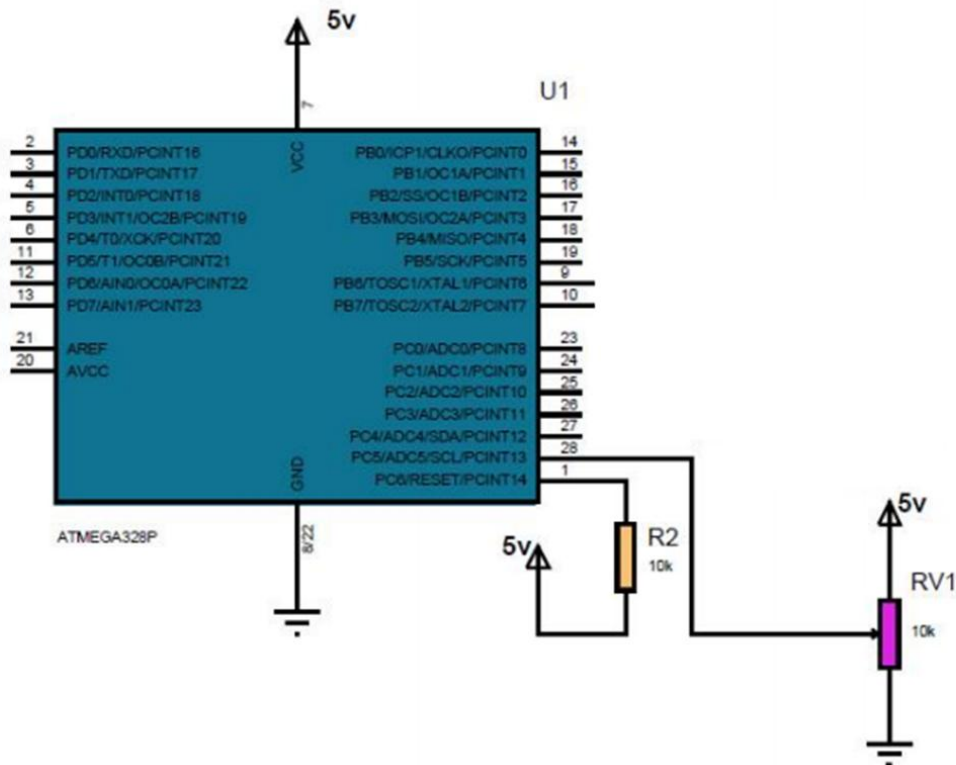 5v
U1
7
VCC
2
PD0/RXD/PCINT16
3
PD1/TXD/PCINT17
4
PD2/INT0/PCINT18
5
PD3/INT1/OC2B/PCINT19
6
PD4/T0/XCK/PCINT20
11
PD5/T1/OC0B/PCINT21
12
PD6/AIN0/OC0A/PCINT22
13
PD7/AIN1/PCINT23
21
AREF
20
AVCC
PB0/ICP1/CLKO/PCINT0
14
PB1/OC1A/PCINT1
15
PB2/SS/OC1B/PCINT2
16
PB3/MOSI/OC2A/PCINT3
17
PB4/MISO/PCINT4
18
PB5/SCK/PCINT5
19
PB6/TOSC1/XTAL1/PCINT6
9
PB7/TOSC2/XTAL2/PCINT7
10
PC0/ADC0/PCINT8
23
PC1/ADC1/PCINT9
24
PC2/ADC2/PCINT10
25
PC3/ADC3/PCINT11
26
PC4/ADC4/SDA/PCINT12
27
PC5/ADC5/SCL/PCINT13
28
PC6/RESET/PCINT14
1
GND
8/22
ATMEGA328P
5v
R2
10k
5v
RV1
10k